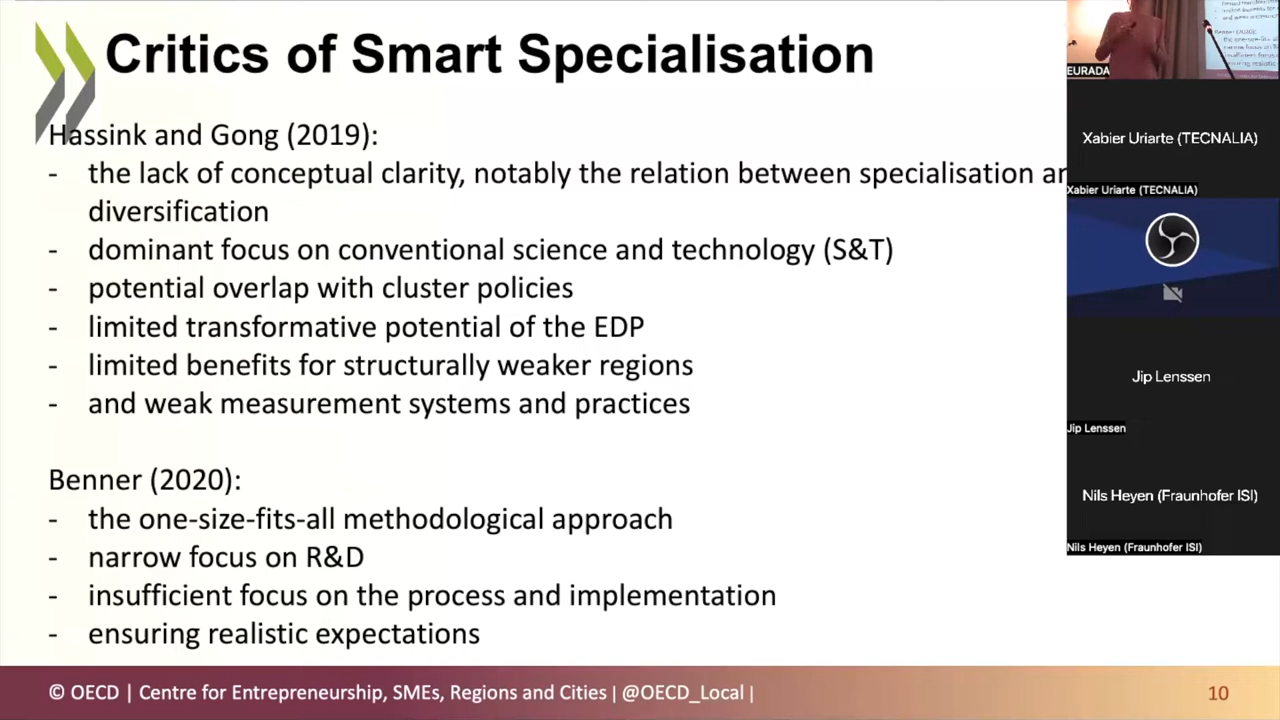 Critics of Smart Specialisation
Hassink and Gong (2019):
- the lack of conceptual clarity, notably the relation between specialisation
diversification
- dominant focus on conventional science and technology (S&T)
- potential overlap with cluster policies
- limited transformative potential of the EDP
- limited benefits for structurally weaker regions
- and weak measurement systems and practices
Benner (2020):
- the one-size-fits-all methodological approach
- narrow focus on R&D
- insufficient focus on the process and implementation
- ensuring realistic expectations
© OECD | Centre for Entrepreneurship, SMEs, Regions and Cities | @OECD_Local |
10
EURADA
Xabier Uriarte (TECNALIA)
Xabier Uriarte (TECNALIA)
Jip Lenssen
Jip Lenssen
Nils Heyen (Fraunhofer ISI)
Nils Heyen (Fraunhofer ISI)